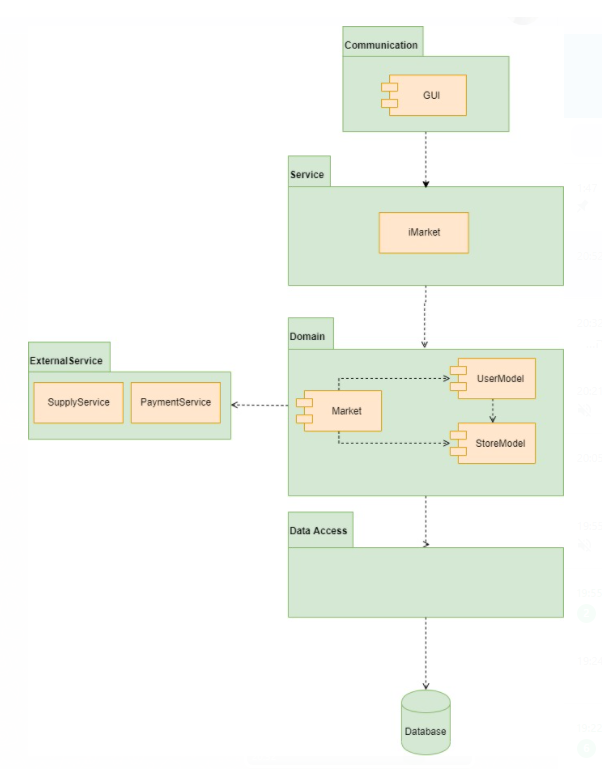 Communication
GUI
Service
iMarket
Domain
ExternalService
SupplyService
PaymentService
Market
UserModel
StoreModel
Data Access
Database